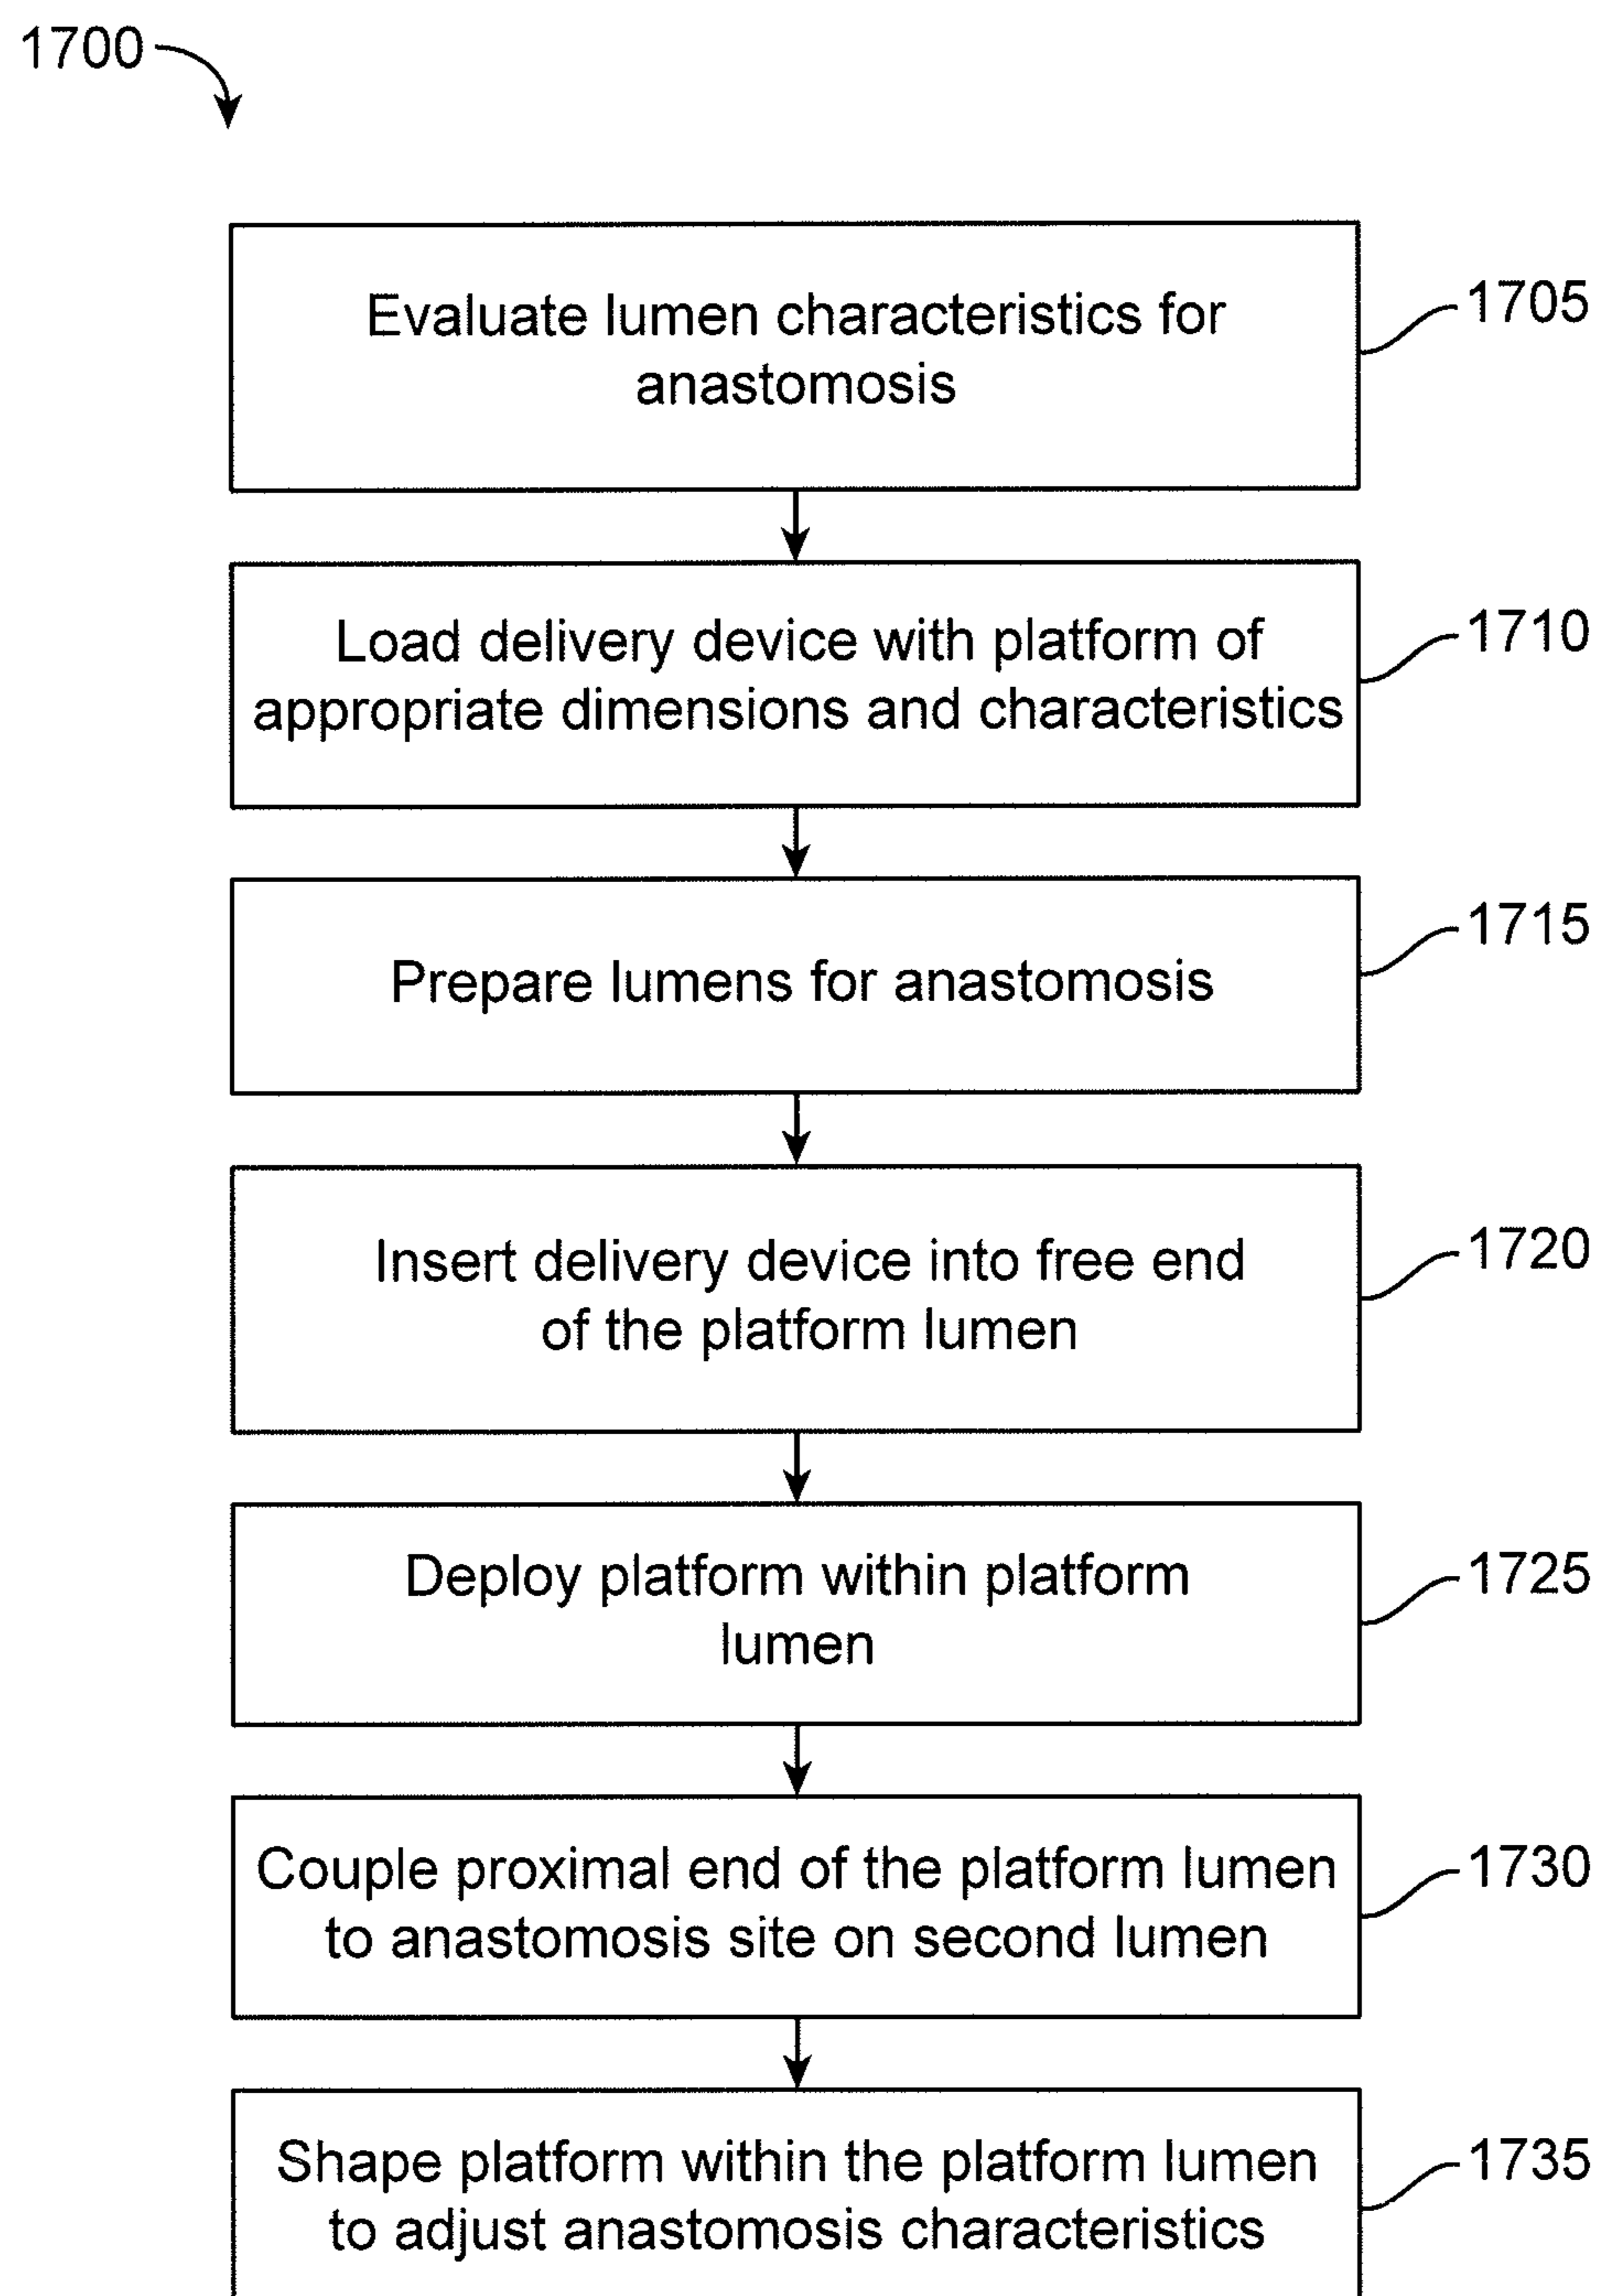 1700
Evaluate lumen characteristics for
anastomosis
1705
Load delivery device with platform of
appropriate dimensions and characteristics
1710
Prepare lumens for anastomosis
1715
Insert delivery device into free end
of the platform lumen
1720
Deploy platform within platform
lumen
1725
Couple proximal end of the platform lumen
to anastomosis site on second lumen
1730
Shape platform within the platform lumen
to adjust anastomosis characteristics
1735